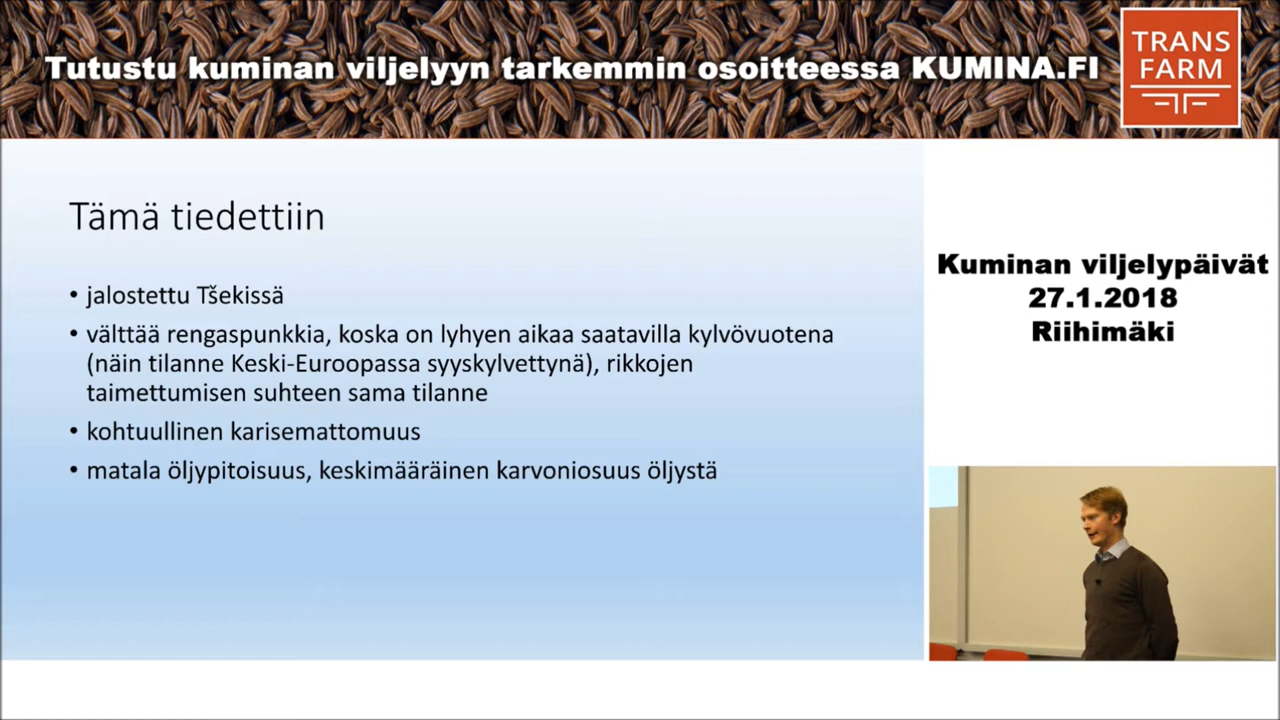 Tutustu kuminan viljelyyn tarkemmin osoitteessa KUMINA.FI
TRANS
FARM
Tämä tiedettiin
• jalostettu Tšekissä
• välttää rengaspunkkia, koska on lyhyen aikaa saatavilla kylvövuotena
(näin tilanne Keski-Euroopassa syyskylvettynä), rikkojen
taimettumisen suhteen sama tilanne
• kohtuullinen karisemattomuus
• matala öljypitoisuus, keskimääräinen karvoniosuus öljystä
Kuminan viljelypäivät
27.1.2018
Riihimäki